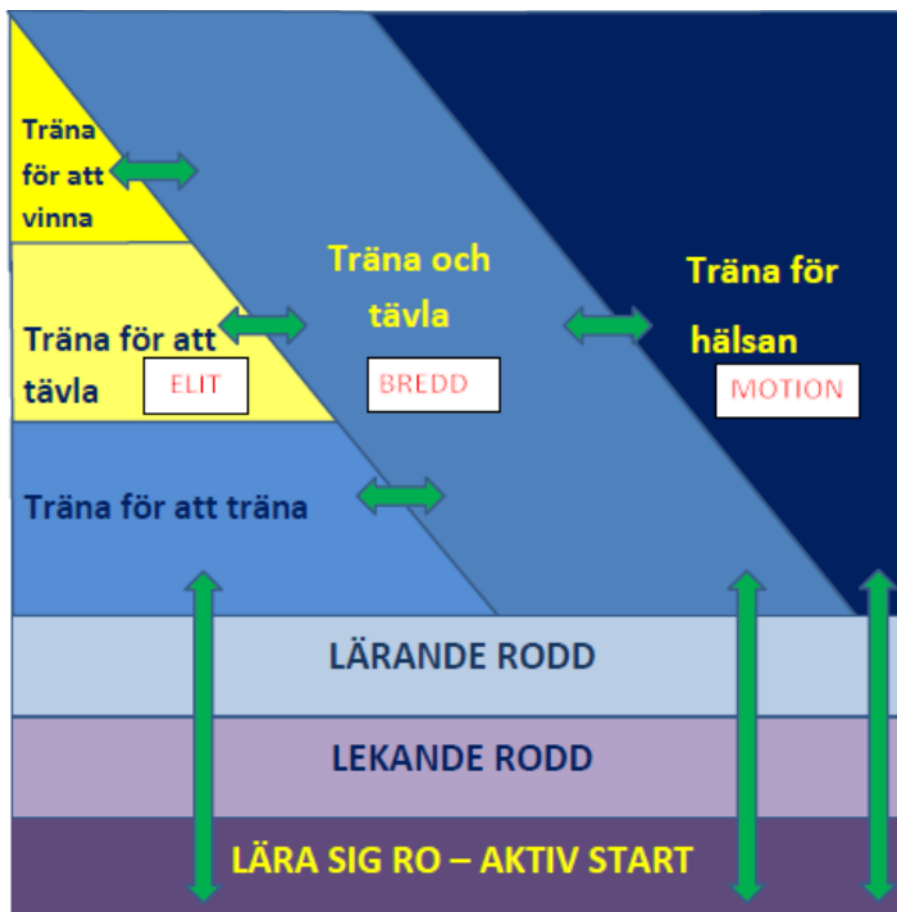 Träna
för att
vinna
Träna för att
tävla
ELIT
Träna för att träna
Träna och
tävla
BREDD
Träna för
hälsan
MOTION
LÄRANDE RODD
LEKANDE RODD
LÄRA SIG RO – AKTIV START